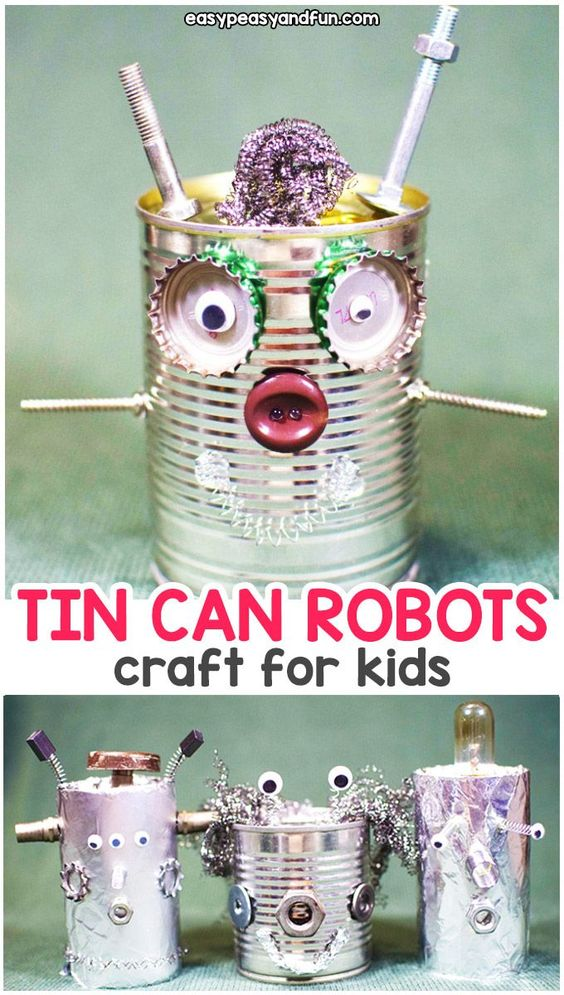 easypeasyandfun.com
TIN CAN ROBOTS
craft for kids